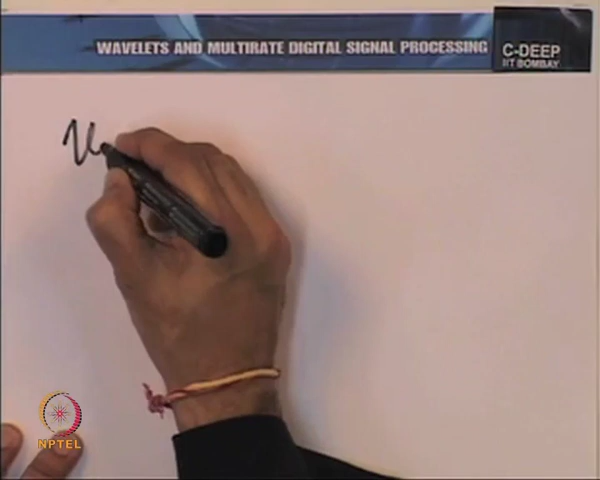 WAVELETS AND MULTIRATE DIGITAL SIGNAL PROCESSING
C-DEEP
IIT BOMBAY
NPTEL